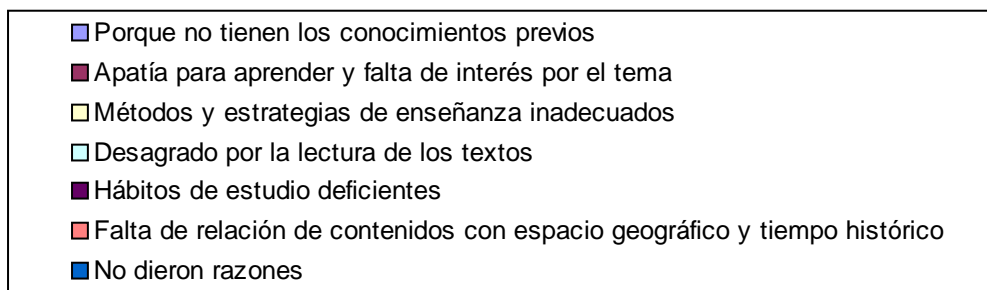 Porque no tienen los conocimientos previos
Apatía para aprender y falta de interés por el tema
Métodos y estrategias de enseñanza inadecuados
Desagrado por la lectura de los textos
Hábitos de estudio deficientes
Falta de relación de contenidos con espacio geográfico y tiempo histórico
No dieron razones